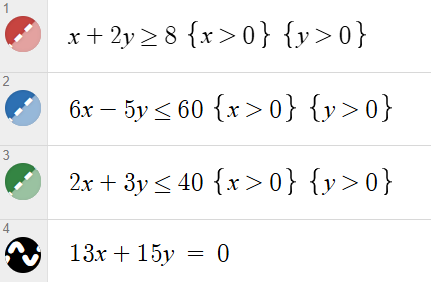 1
x + 2y ≥ 8 {x > 0} {y > 0}
2
6x − 5y ≤ 60 {x > 0} {y > 0}
3
2x + 3y ≤ 40 {x > 0} {y > 0}
4
13x + 15y = 0